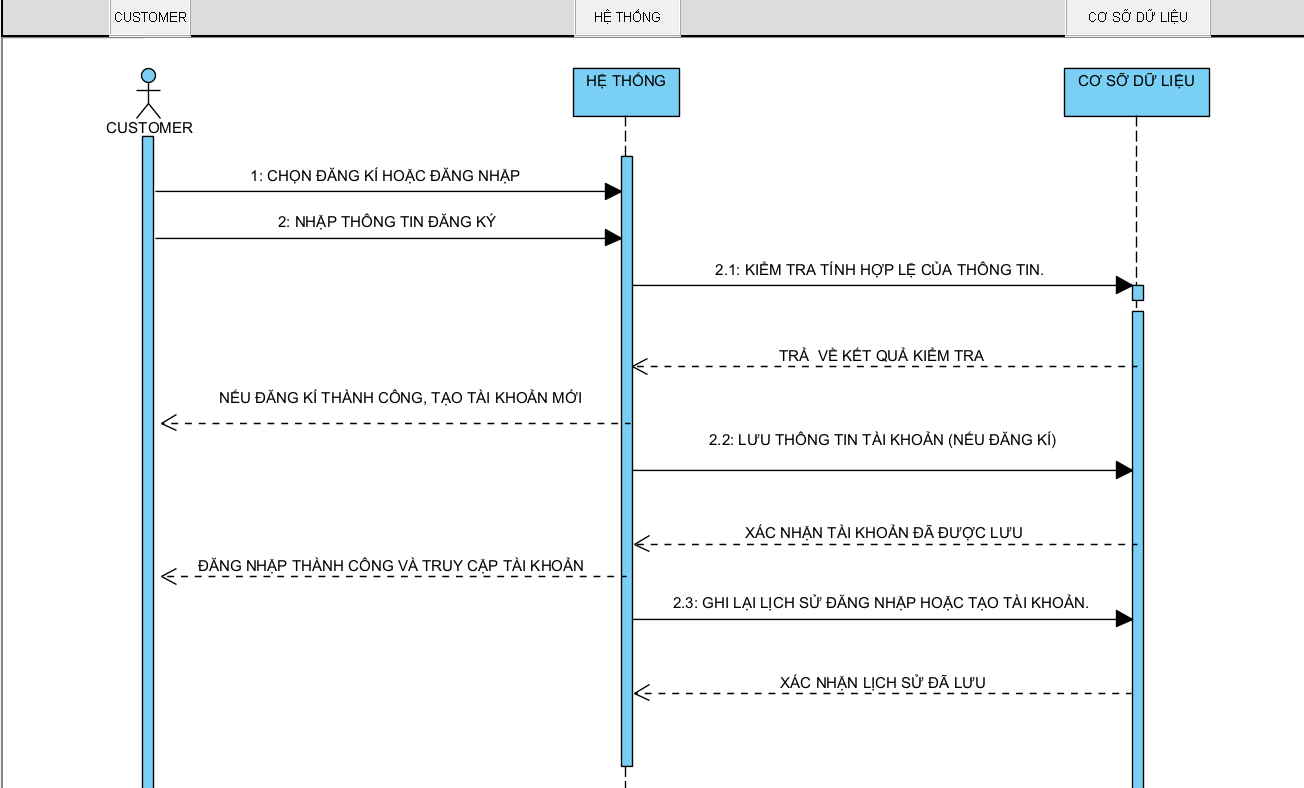 CUSTOMER
HỆ THỐNG
CƠ SỠ DỮ LIỆU
HỆ THỐNG
CƠ SỠ DỮ LIỆU
CUSTOMER
1: CHỌN ĐĂNG KÍ HOẶC ĐĂNG NHẬP
2: NHẬP THÔNG TIN ĐĂNG KÝ
2.1: KIỂM TRA TÍNH HỢP LỆ CỦA THÔNG TIN.
TRẢ  VỀ KẾT QUẢ KIỂM TRA
NẾU ĐĂNG KÍ THÀNH CÔNG, TẠO TÀI KHOẢN MỚI
2.2: LƯU THÔNG TIN TÀI KHOẢN (NẾU ĐĂNG KÍ)
XÁC NHẬN TÀI KHOẢN ĐÃ ĐƯỢC LƯU
ĐĂNG NHẬP THÀNH CÔNG VÀ TRUY CẬP TÀI KHOẢN
2.3: GHI LẠI LỊCH SỬ ĐĂNG NHẬP HOẶC TẠO TÀI KHOẢN.
XÁC NHẬN LỊCH SỬ ĐÃ LƯU